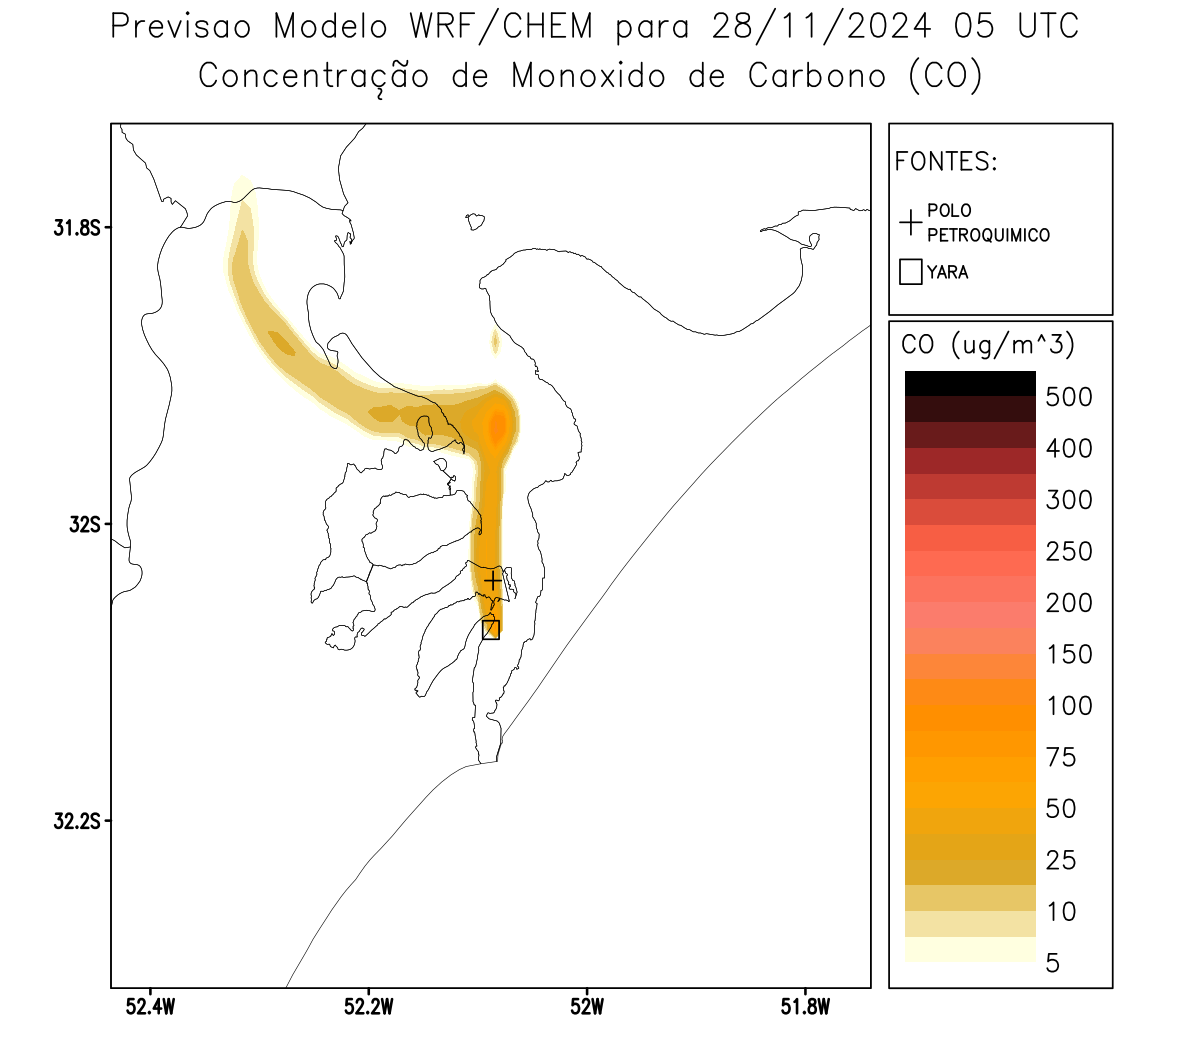 Previsao Modelo WRF/CHEM para 28/11/2024 05 UTC
Concentração de Monoxido de Carbono (CO)
FONTES:
POLO
PETROQUIMICO
YARA
CO (ug/m^3)
500
400
300
250
200
150
100
75
50
25
10
5
31.8S
32S
32.2S
52.4W
52.2W
52W
51.8W